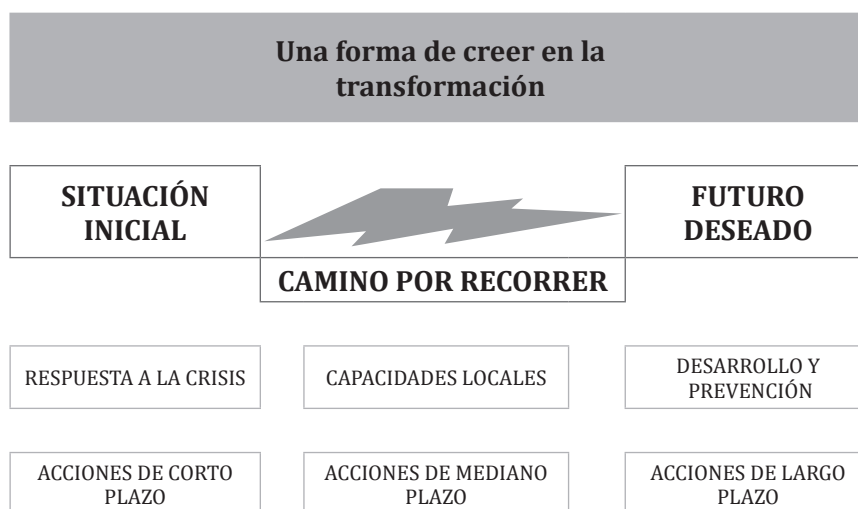 Una forma de creer en la
transformación
SITUACIÓN
INICIAL
FUTURO
DESEADO
CAMINO POR RECORRER
RESPUESTA A LA CRISIS
CAPACIDADES LOCALES
DESARROLLO Y
PREVENCIÓN
ACCIONES DE CORTO
PLAZO
ACCIONES DE MEDIANO
PLAZO
ACCIONES DE LARGO
PLAZO